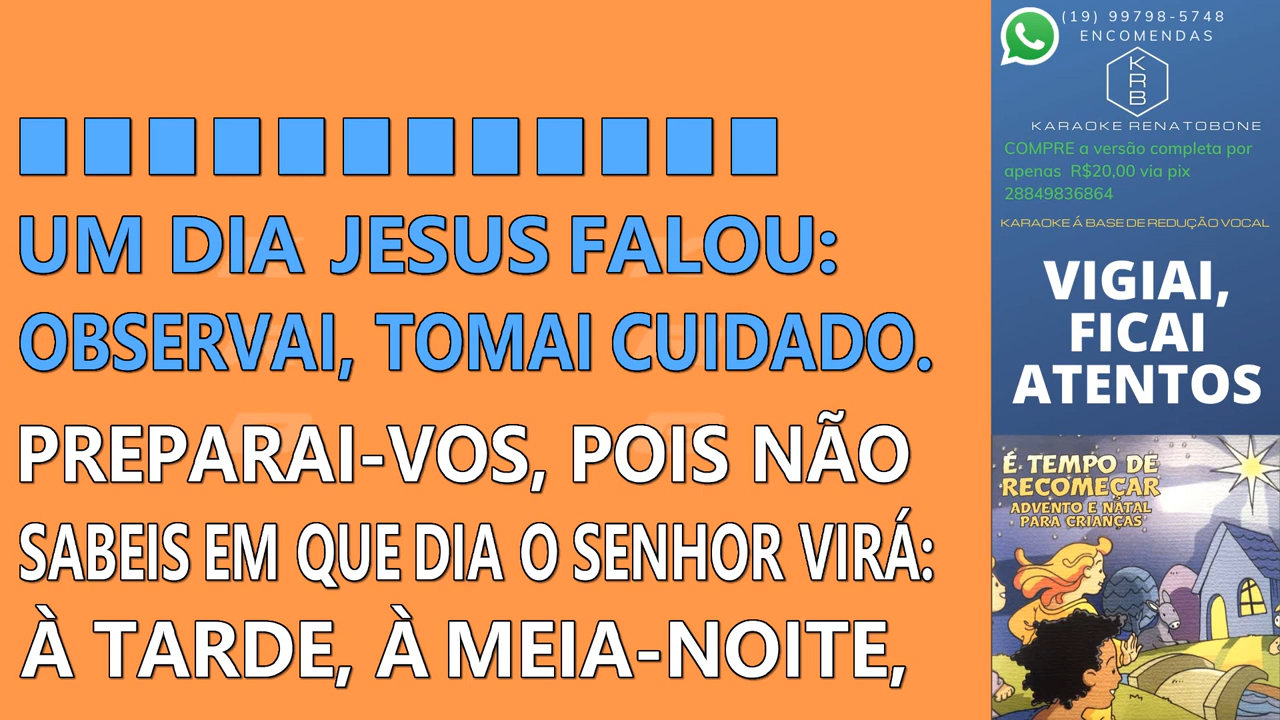 UM DIA JESUS FALOU:
OBSERVAI, TOMAI CUIDADO.
PREPARAI-VOS, POIS NÃO
SABEIS EM QUE DIA O SENHOR VIRÁ:
À TARDE, À MEIA-NOITE,
(19) 99798-5748
ENCOMENDAS
K
R
B
KARAOKE RENATOBONE
COMPRE a versão completa por
apenas R$20,00 via pix
28849836864
KARAOKE Á BASE DE REDUÇÃO VOCAL
VIGIAI,
FICAI
ATENTOS
É TEMPO DE
RECOMEÇAR
ADVENTO E NATAL
PARA CRIANÇAS